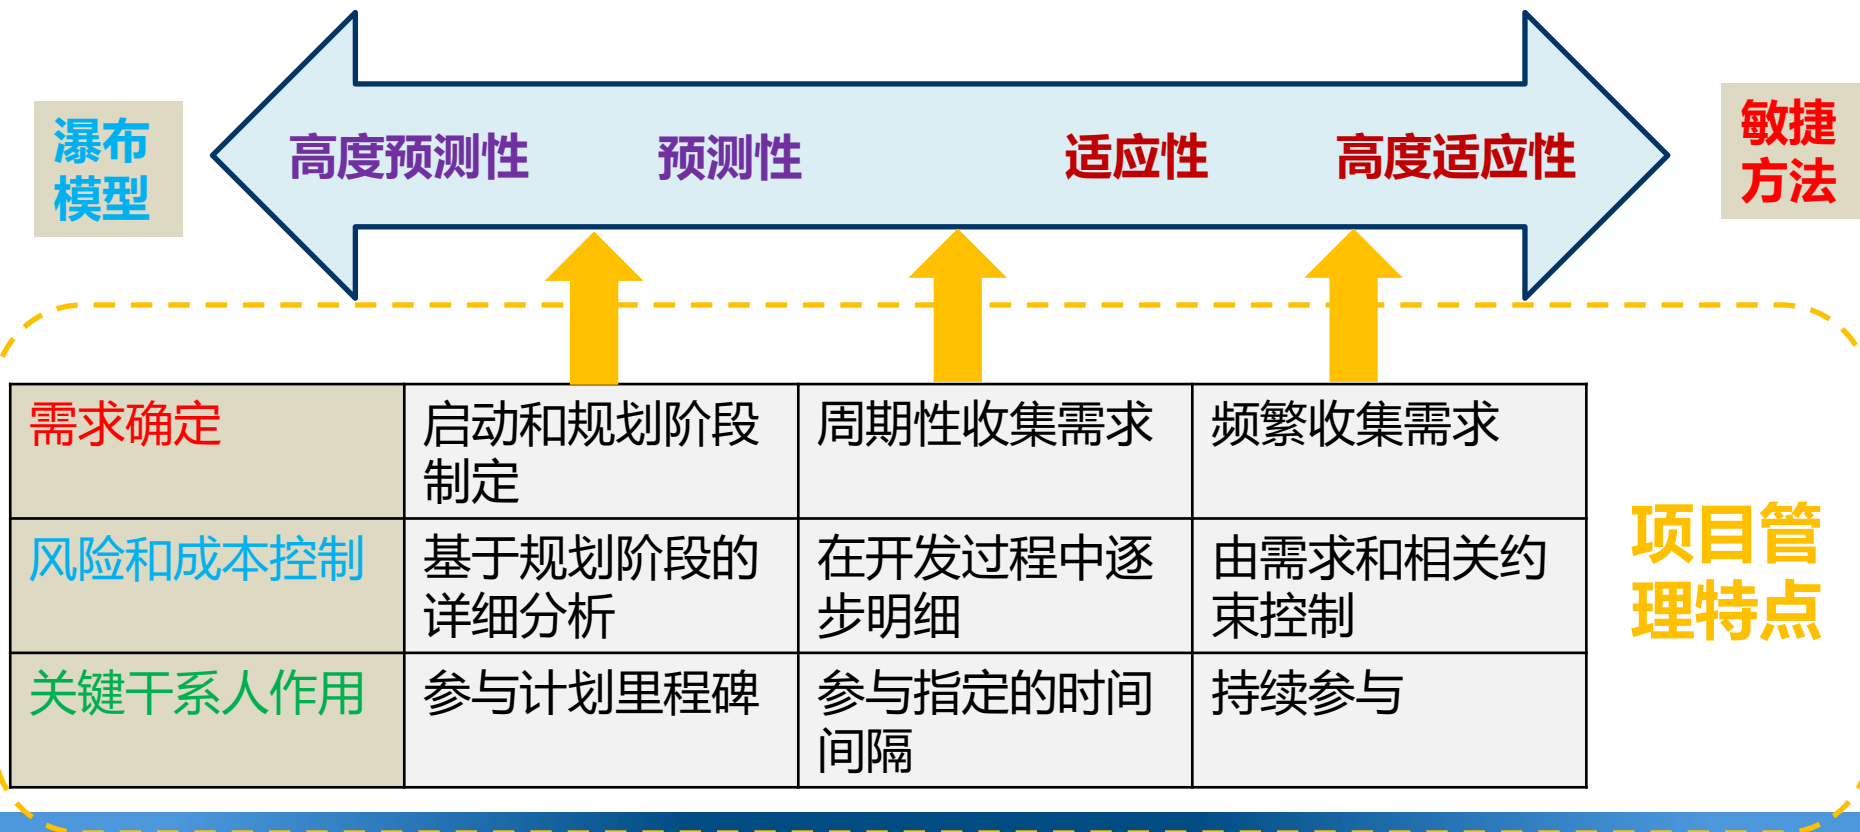 瀑布
模型
高度预测性
预测性
适应性
高度适应性
敏捷
方法
需求确定
启动和规划阶段
制定
周期性收集需求
频繁收集需求
风险和成本控制
基于规划阶段的
详细分析
在开发过程中逐
步明细
由需求和相关约
束控制
关键干系人作用
参与计划里程碑
参与指定的时间
间隔
持续参与
项目管
理特点